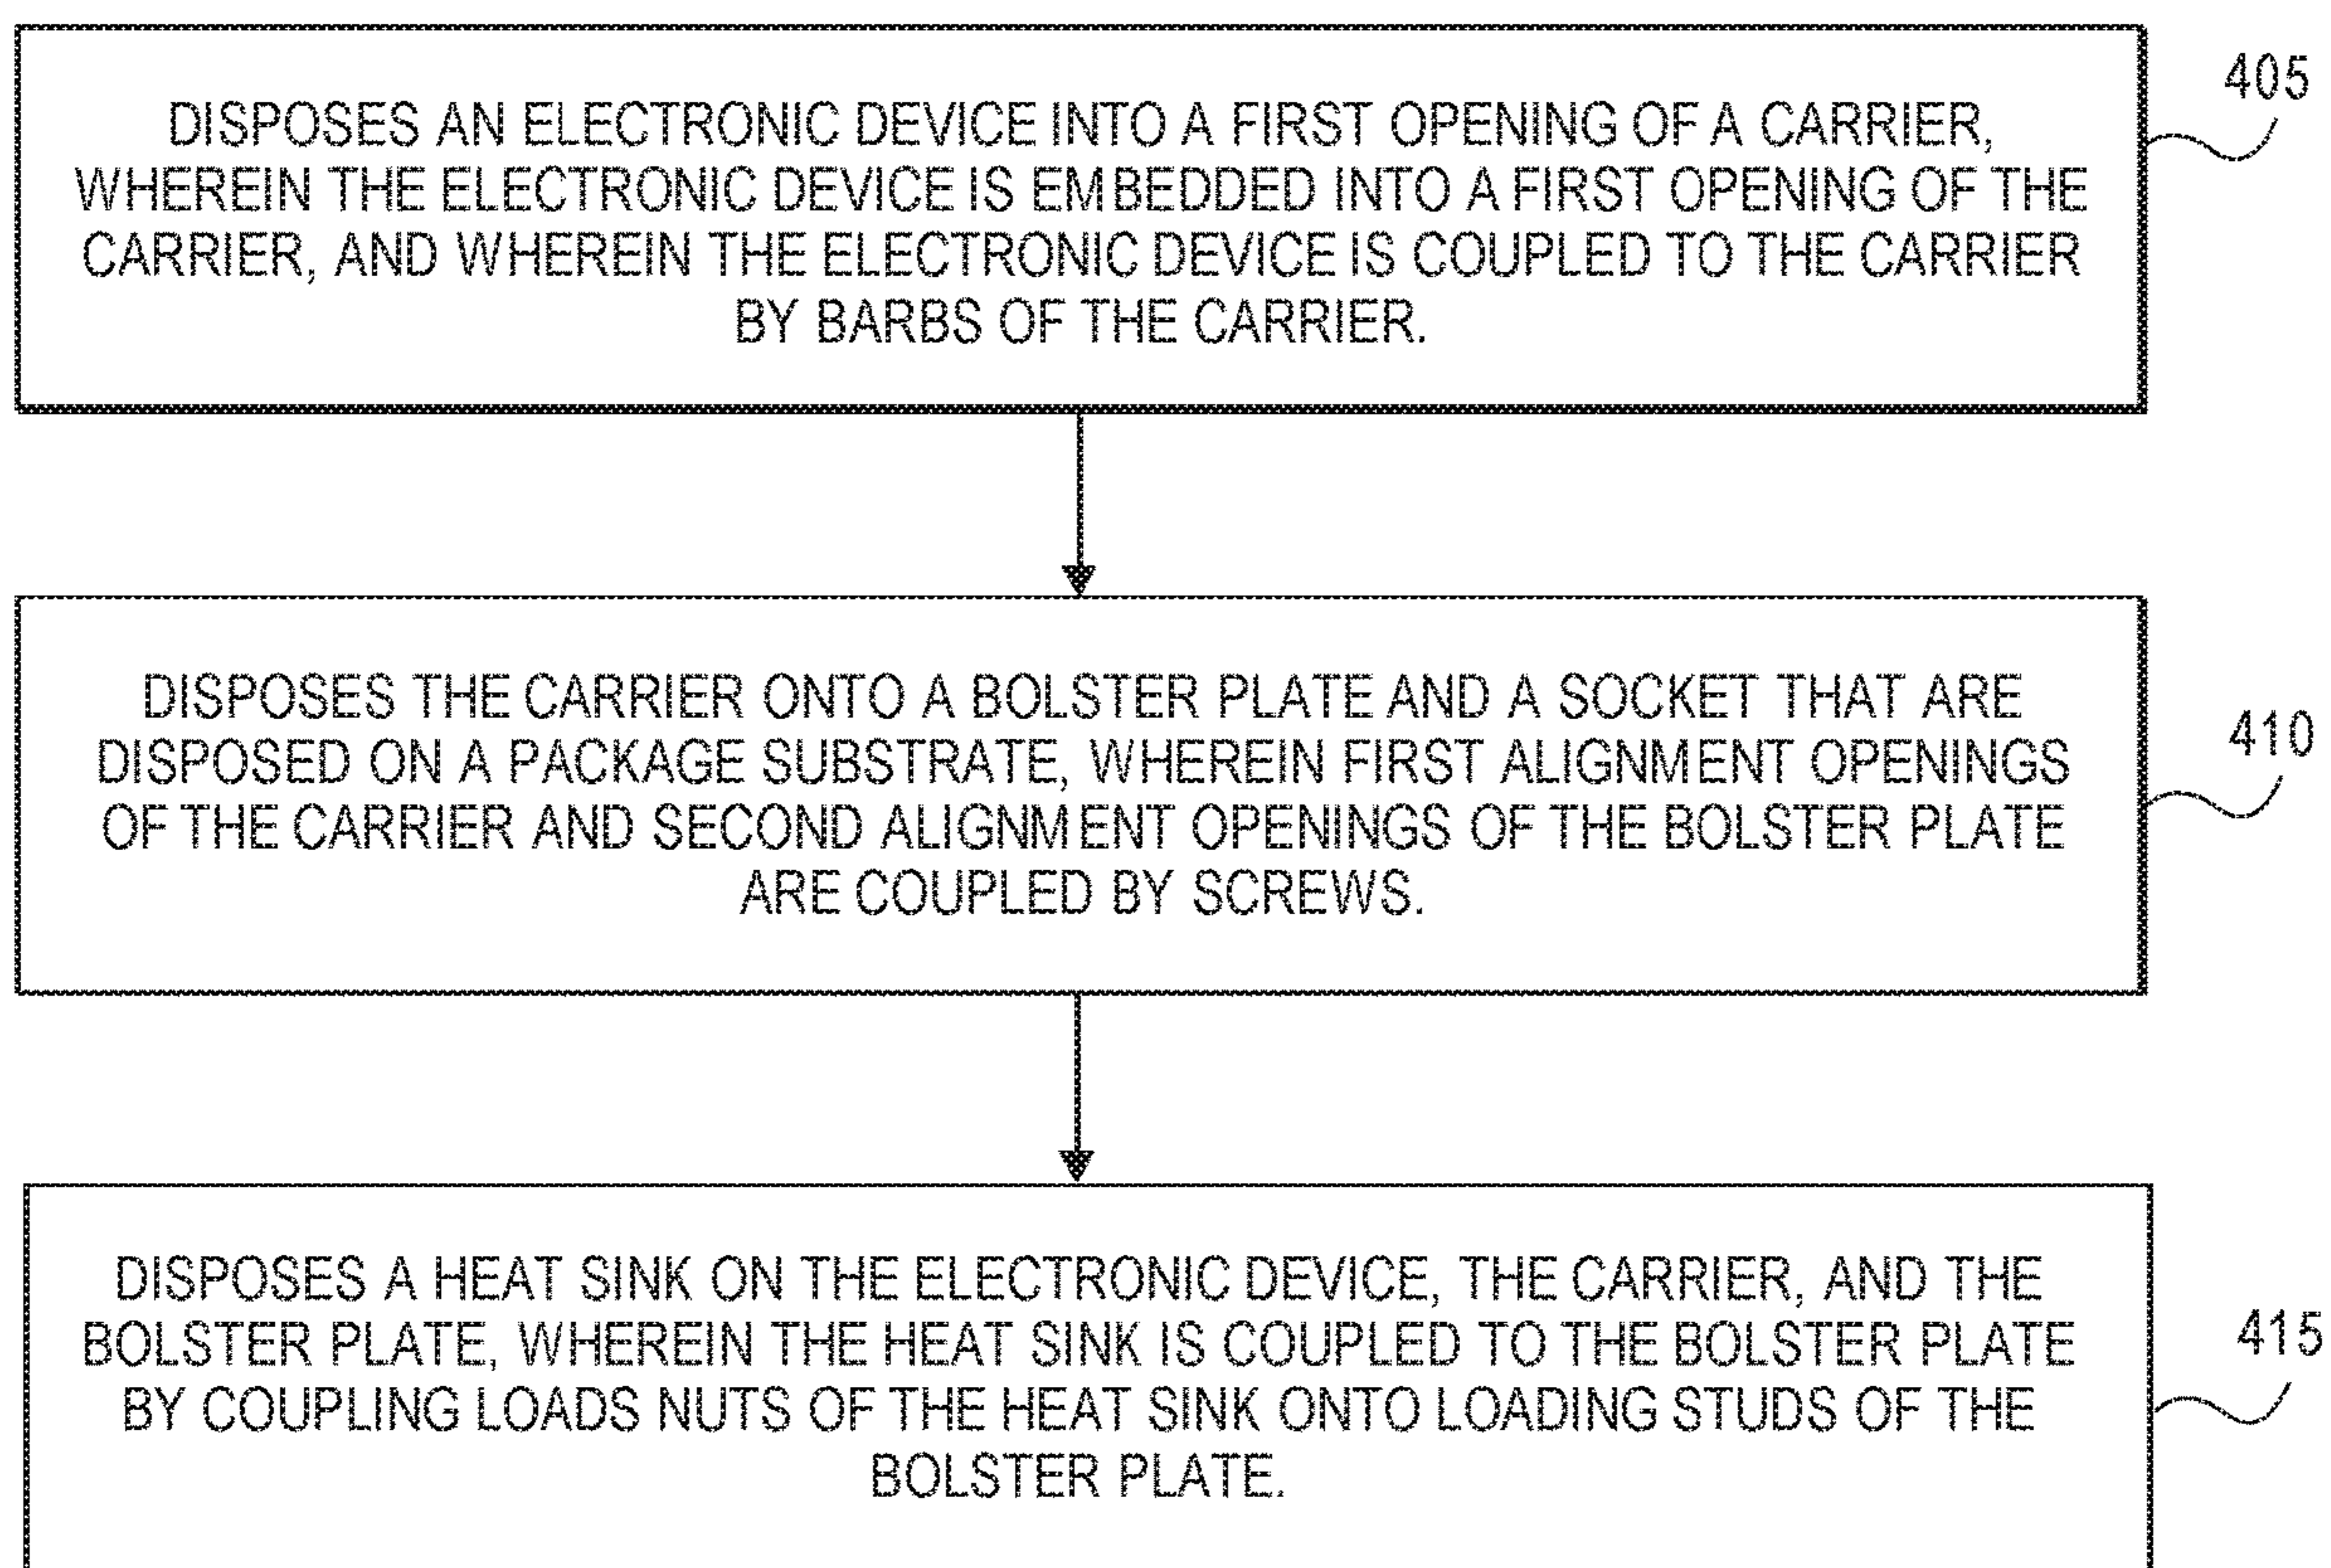 405
DISPOSES AN ELECTRONIC DEVICE INTO A FIRST OPENING OF A CARRIER,
WHEREIN THE ELECTRONIC DEVICE IS EMBEDDED INTO A FIRST OPENING OF THE
CARRIER, AND WHEREIN THE ELECTRONIC DEVICE IS COUPLED TO THE CARRIER
BY BARBS OF THE CARRIER.
410
DISPOSES THE CARRIER ONTO A BOLSTER PLATE AND A SOCKET THAT ARE
DISPOSED ON A PACKAGE SUBSTRATE, WHEREIN FIRST ALIGNMENT OPENINGS
OF THE CARRIER AND SECOND ALIGNMENT OPENINGS OF THE BOLSTER PLATE
ARE COUPLED BY SCREWS.
415
DISPOSES A HEAT SINK ON THE ELECTRONIC DEVICE, THE CARRIER, AND THE
BOLSTER PLATE, WHEREIN THE HEAT SINK IS COUPLED TO THE BOLSTER PLATE
BY COUPLING LOADS NUTS OF THE HEAT SINK ONTO LOADING STUDS OF THE
BOLSTER PLATE.